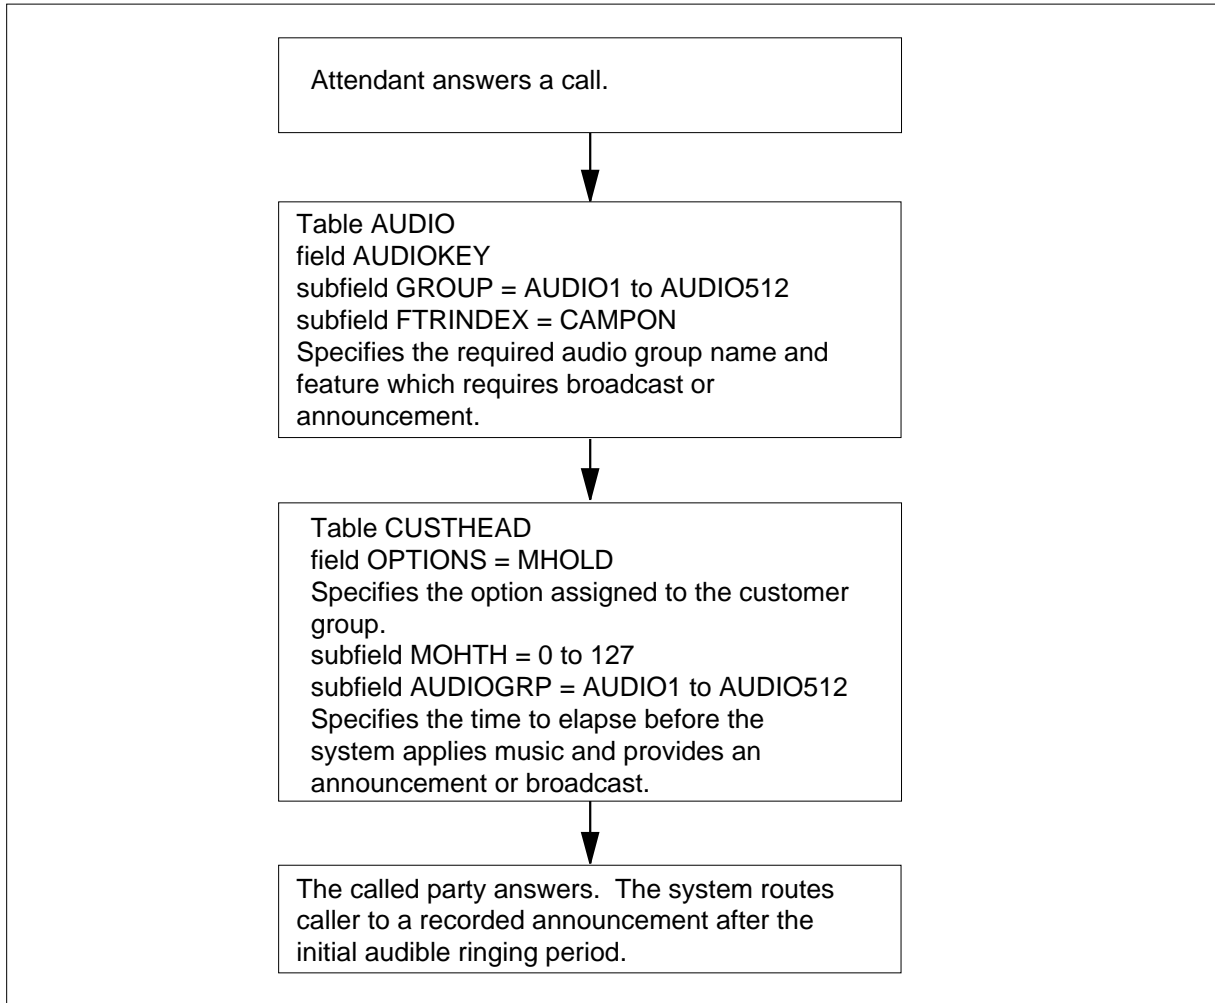 Attendant answers a call.
Table AUDIO
field AUDIOKEY
subfield GROUP = AUDIO1 to AUDIO512
subfield FTRINDEX = CAMPON
Specifies the required audio group name and
feature which requires broadcast or
announcement.
Table CUSTHEAD
field OPTIONS = MHOLD
Specifies the option assigned to the customer
group.
subfield MOHTH = 0 to 127
subfield AUDIOGRP = AUDIO1 to AUDIO512
Specifies the time to elapse before the
system applies music and provides an
announcement or broadcast.
The called party answers.  The system routes
caller to a recorded announcement after the
initial audible ringing period.